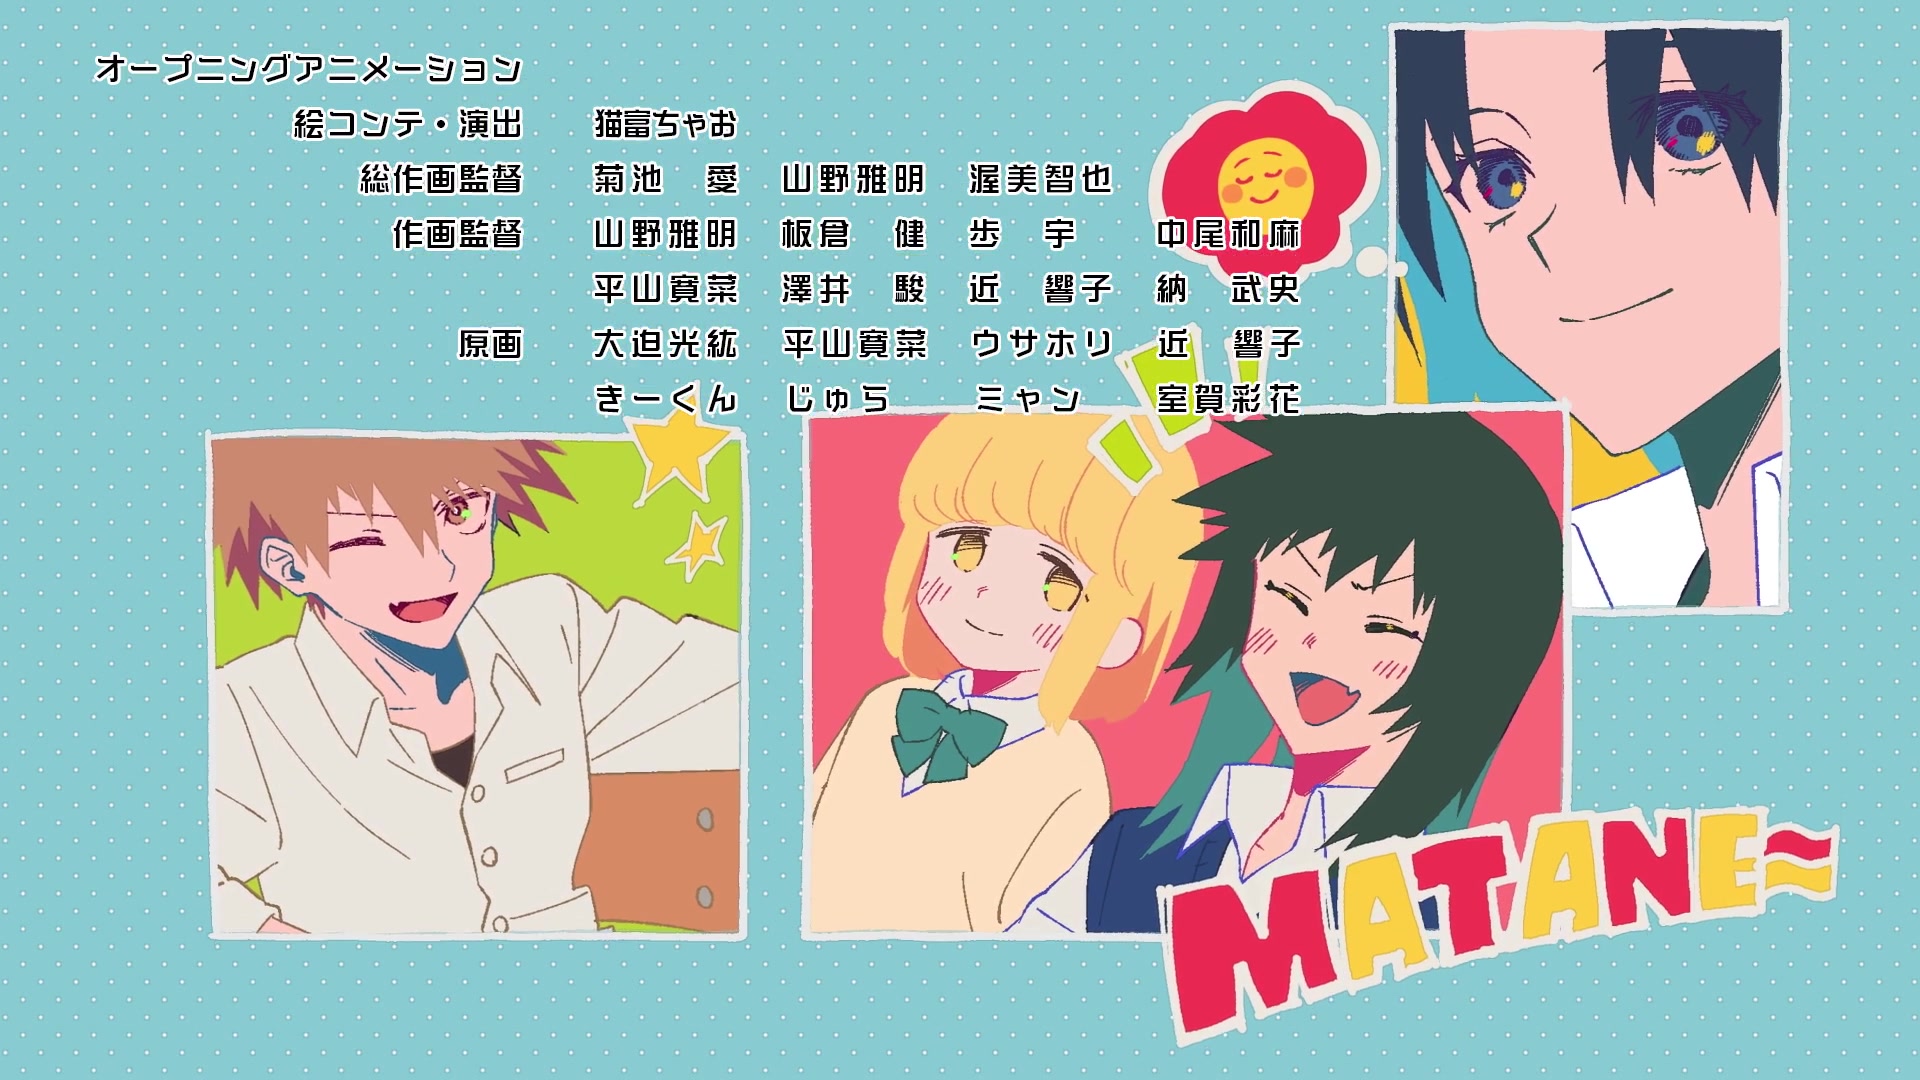 オープニングアニメーション
絵コンテ・演出 猫富ちゃお
総作画監督 菊池 愛 山野雅明 渥美智也
作画監督 山野雅明 板倉 健 歩 宇 中尾和麻
平山寛菜 澤井 駿 近 響子 納 武史
原画 大迫光紘 平山寛菜 ウサホリ 近 響子
きーくん じゅら ミャン 室賀彩花
MATANE~